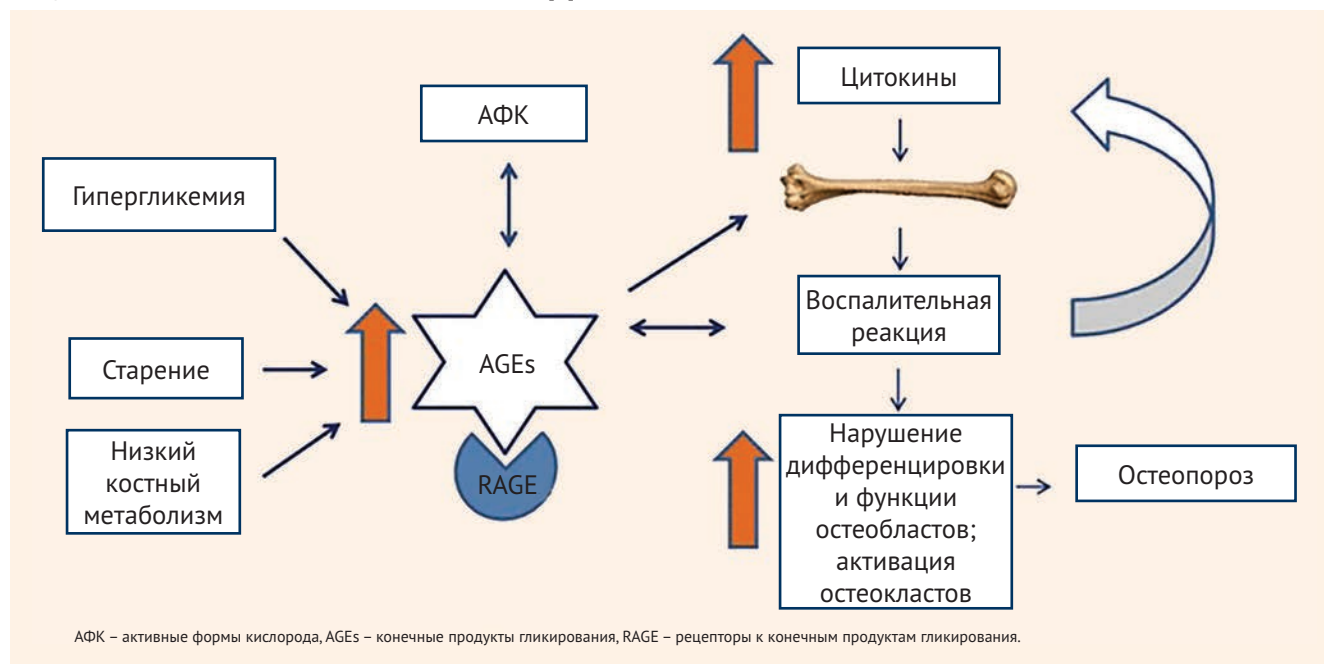 Цитокины
АФК
Гипергликемия
Воспалительная
реакция
Старение
AGEs
Низкий
костный
метаболизм
RAGE
Нарушение
дифференцировки
и функции
остеобластов;
активация
остеокластов
Остеопороз
АФК – активные формы кислорода, AGEs – конечные продукты гликирования, RAGE – рецепторы к конечным продуктам гликирования.